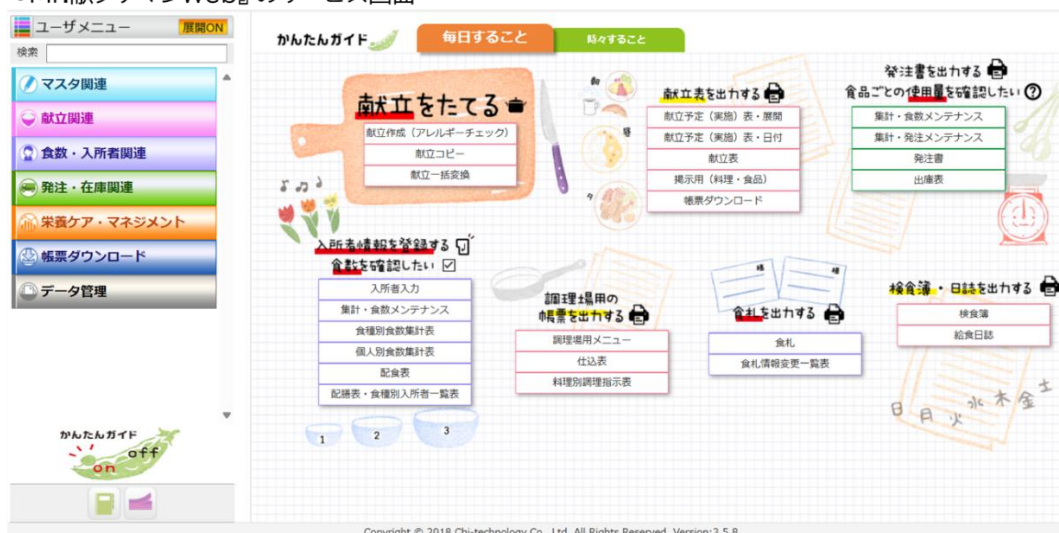 のサービス画面
ユーザメニュー
展開ON
検索
マスタ関連
献立関連
食数・入所者関連
発注・在庫関連
栄養ケア・マネジメント
帳票ダウンロード
データ管理
かんたんガイド
on
off
かんたんガイド
毎日すること
時々すること
献立をたてる
献立作成（アレルギーチェック）
献立コピー
献立一括変換
朝
昼
夕
献立表を出力する
献立予定（実施）表・展開
献立予定（実施）表・日付
献立表
掲示用（料理・食品）
帳票ダウンロード
発注書を出力する
食品ごとの使用量を確認したい
集計・食数メンテナンス
集計・発注メンテナンス
発注書
出庫表
入所者情報を登録する
食数を確認したい
入所者入力
集計・食数メンテナンス
食種別食数集計表
個人別食数集計表
配食表
配膳表・食種別入所者一覧表
1
2
3
調理場用の
帳票を出力する
調理場用メニュー
仕込表
料理別調理指示表
様
様
食札を出力する
食札
食札情報変更一覧表
検食簿・日誌を出力する
検食簿
給食日誌
日 月 火 水 木 金 土
Copyright © 2018 Chi-technology Co., Ltd. All Rights Reserved. Version:2.5.8